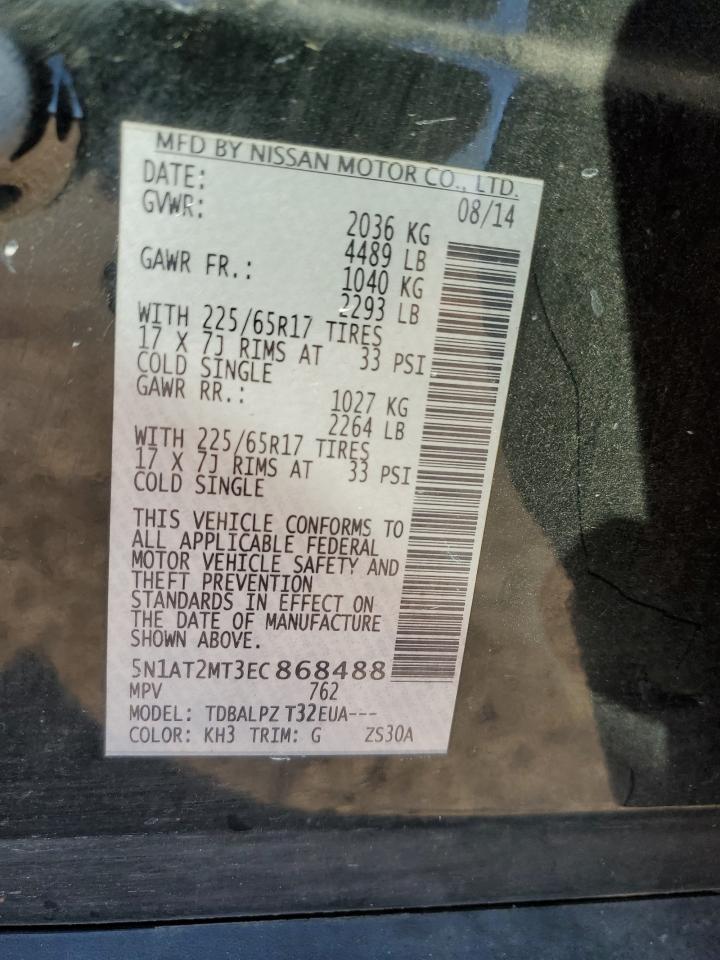 MFD BY NISSAN MOTOR CO., LTD.
DATE: 08/14
GVWR: 2036 KG
4489 LB
GAWR FR.: 1040 KG
2293 LB
WITH 225/65R17 TIRES
17 X 7J RIMS AT 33 PSI
COLD SINGLE
GAWR RR.: 1027 KG
2264 LB
WITH 225/65R17 TIRES
17 X 7J RIMS AT 33 PSI
COLD SINGLE
THIS VEHICLE CONFORMS TO
ALL APPLICABLE FEDERAL
MOTOR VEHICLE SAFETY AND
THEFT PREVENTION
STANDARDS IN EFFECT ON
THE DATE OF MANUFACTURE
SHOWN ABOVE.
5N1AT2MT3EC868488
MPV 762
MODEL: TDBALPZ T32EUA---
COLOR: KH3 TRIM: G ZS30A